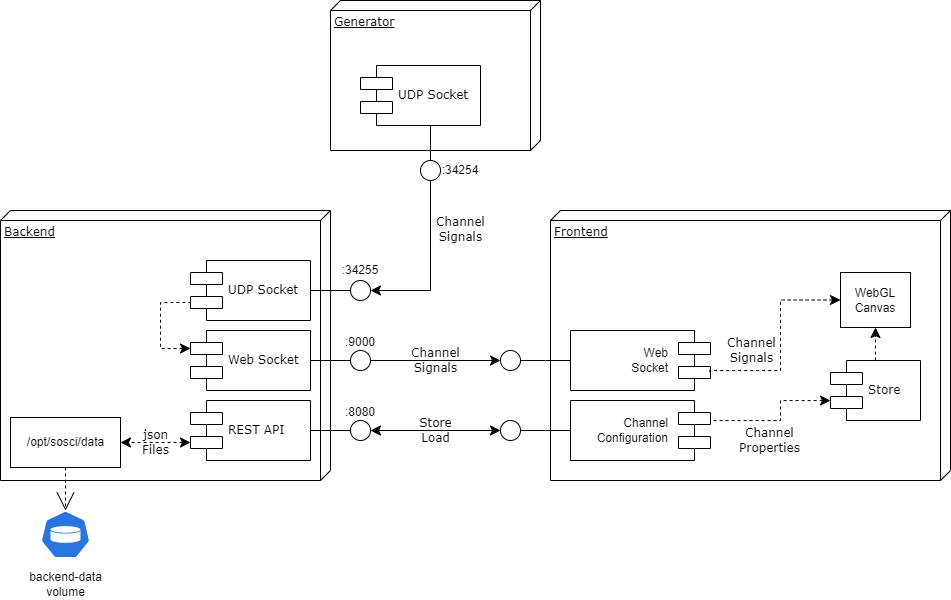 Generator
UDP Socket
:34254
Channel
Signals
Backend
:34255
UDP Socket
:9000
Web Socket
Channel
Signals
:8080
REST API
Store
Load
/opt/sosci/data
json
Files
backend-data
volume
Frontend
WebGL
Canvas
Web
Socket
Channel
Signals
Store
Channel
Configuration
Channel
Properties